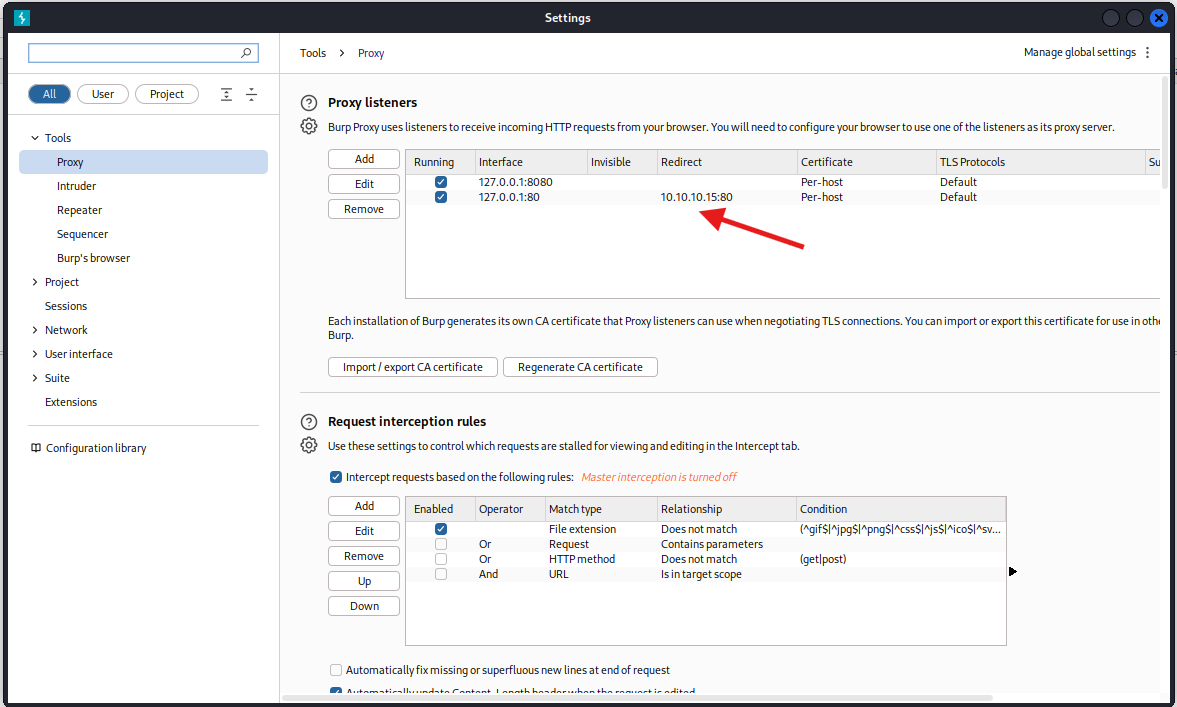 Settings
Tools > Proxy
Manage global settings
All
User
Project
Tools
Proxy
Intruder
Repeater
Sequencer
Burp's browser
Project
Sessions
Network
User interface
Suite
Extensions
Configuration library
Proxy listeners
Burp Proxy uses listeners to receive incoming HTTP requests from your browser. You will need to configure your browser to use one of the listeners as its proxy server.
Add
Edit
Remove
Running Interface Invisible Redirect Certificate TLS Protocols Su
127.0.0.1:8080 Per-host Default
127.0.0.1:80 10.10.10.15:80 Per-host Default
Each installation of Burp generates its own CA certificate that Proxy listeners can use when negotiating TLS connections. You can import or export this certificate for use in othe
Burp.
Import / export CA certificate
Regenerate CA certificate
Request interception rules
Use these settings to control which requests are stalled for viewing and editing in the Intercept tab.
Intercept requests based on the following rules: Master interception is turned off
Add
Edit
Remove
Up
Down
Enabled Operator Match type Relationship Condition
File extension Does not match (^gif$|^jpg$|^png$|^css$|^js$|^ico$|^sv...
Or Request Contains parameters
Or HTTP method Does not match (get|post)
And URL Is in target scope
Automatically fix missing or superfluous new lines at end of request
Automatically update Content-Length header when the request is edited